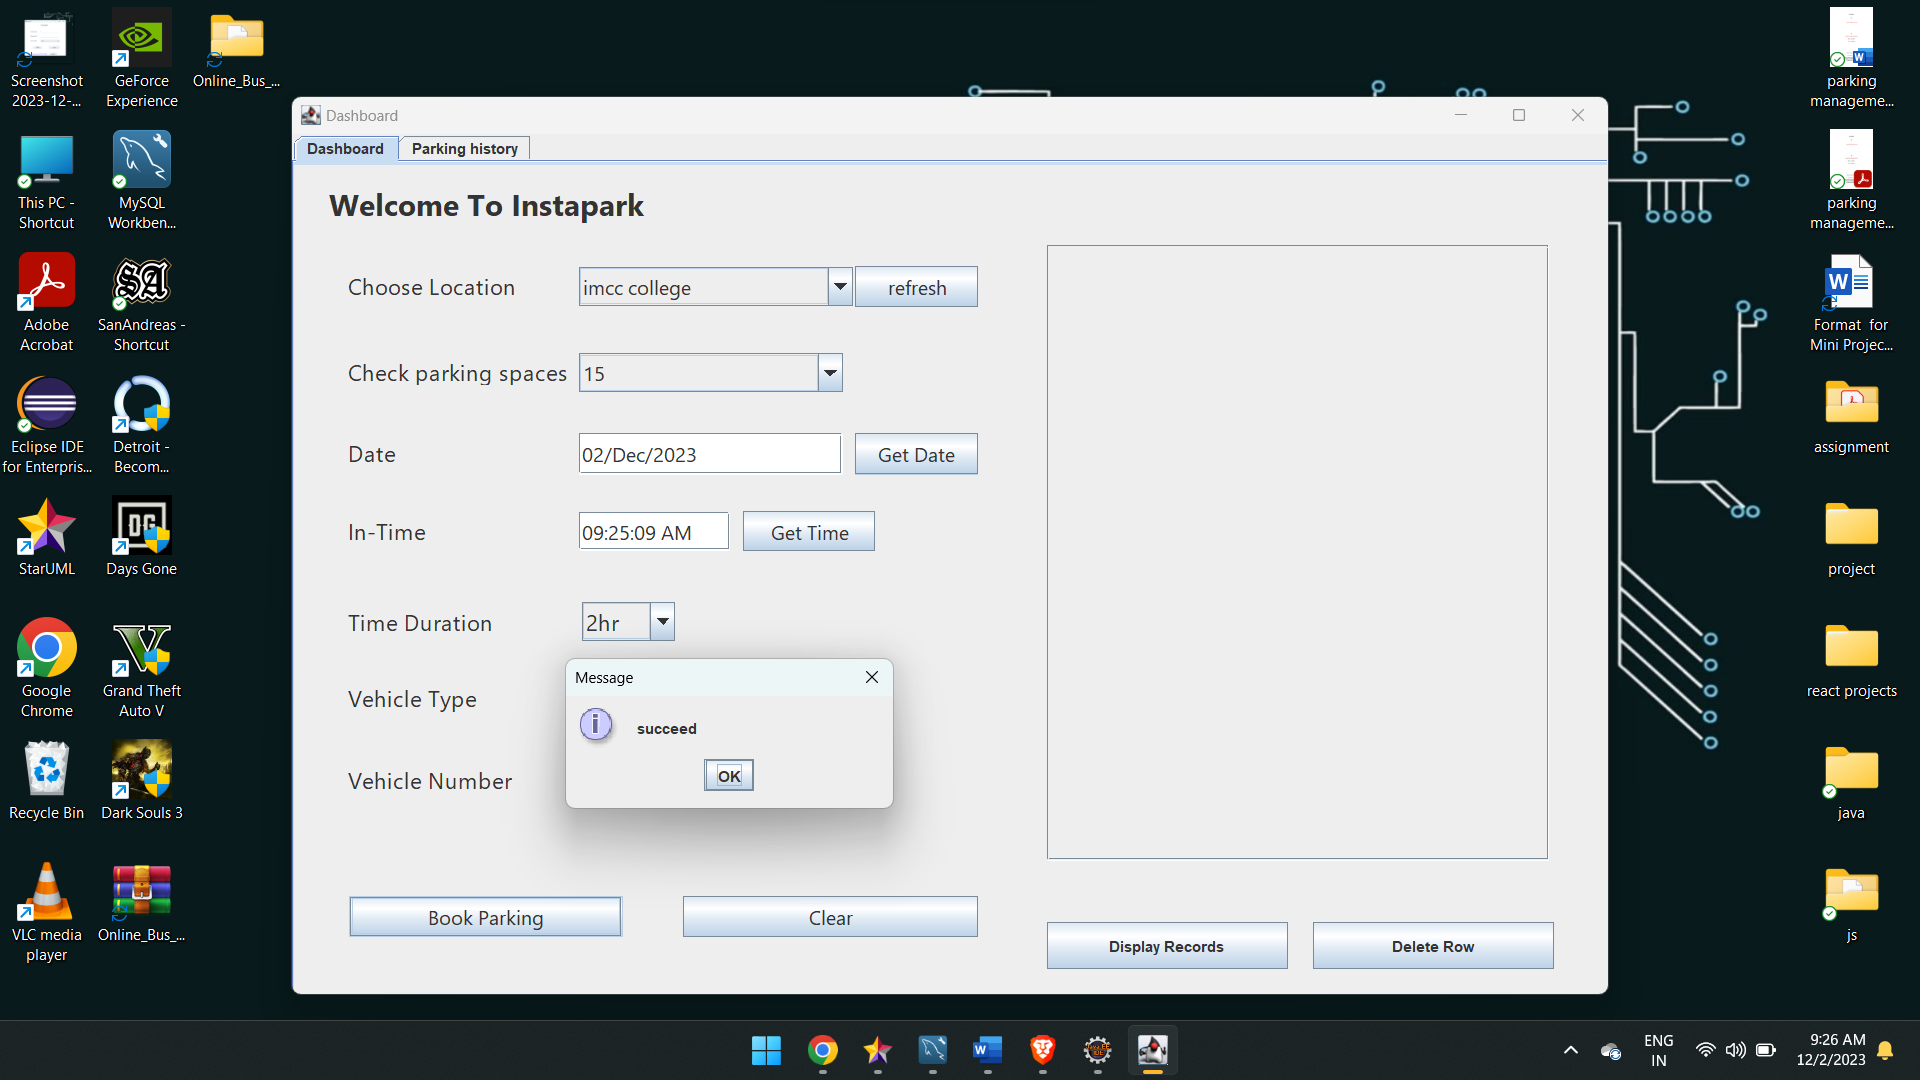 Screenshot
2023-12-...
GeForce
Experience
Online_Bus_...
This PC -
Shortcut
MySQL
Workben...
Adobe
Acrobat
SanAndreas -
Shortcut
Eclipse IDE
for Enterpris...
Detroit -
Becom...
StarUML
DG
Days Gone
Google
Chrome
Grand Theft
Auto V
Recycle Bin
Dark Souls 3
VLC media
player
Online_Bus_...
Dashboard
Dashboard
Parking history
Welcome To Instapark
Choose Location
imcc college
refresh
Check parking spaces
15
Date
02/Dec/2023
Get Date
In-Time
09:25:09 AM
Get Time
Time Duration
2hr
Vehicle Type
Vehicle Number
Message
succeed
OK
Book Parking
Clear
Display Records
Delete Row
parking
manageme...
parking
manageme...
Format for
Mini Projec...
assignment
project
react projects
java
js
ENG
IN
9:26 AM
12/2/2023